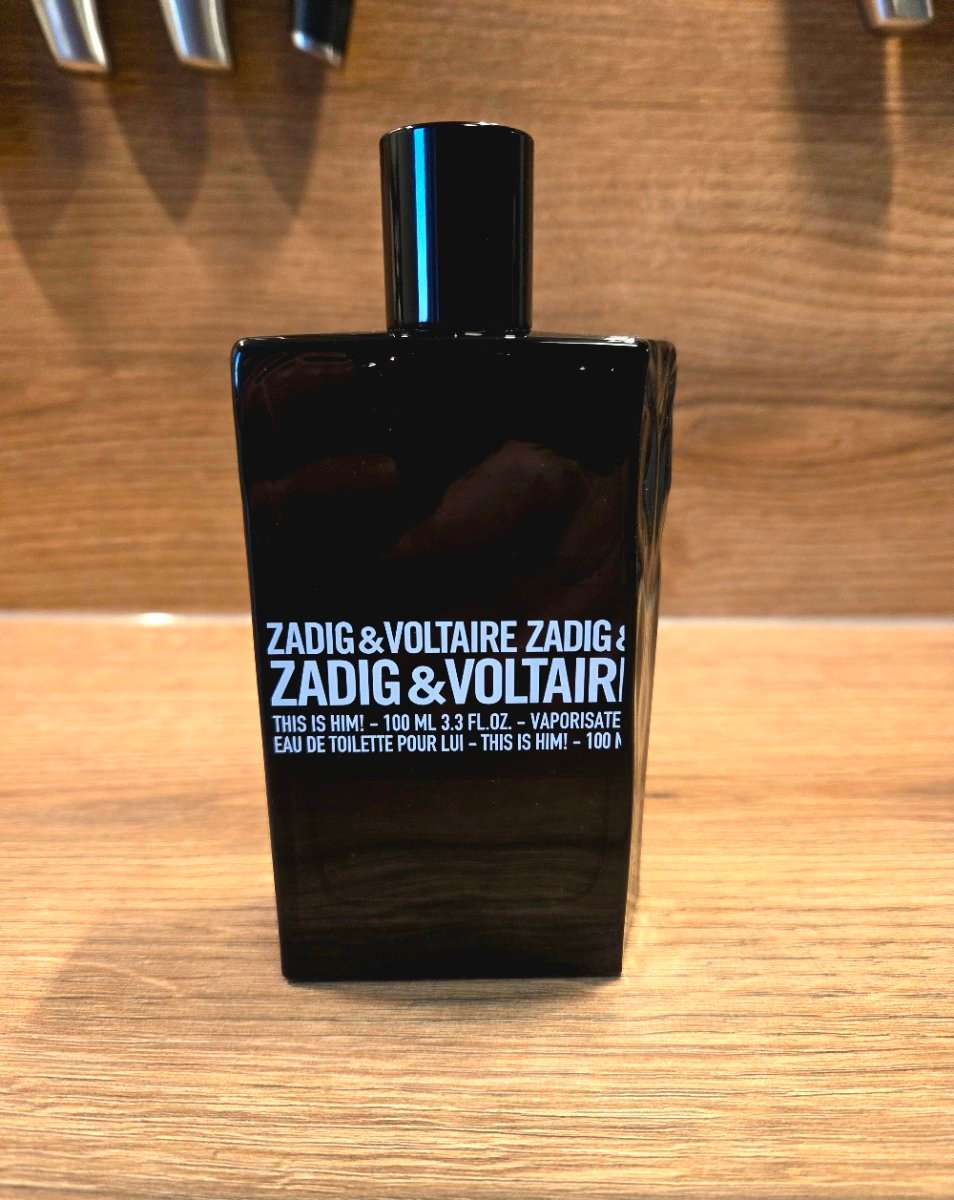 ZADIG&VOLTAIRE ZADIG &
ZADIG &VOLTAIR
THIS IS HIM! – 100 ML 3.3 FL.OZ. – VAPORISATE
EAU DE TOILETTE POUR LUI – THIS IS HIM! – 100